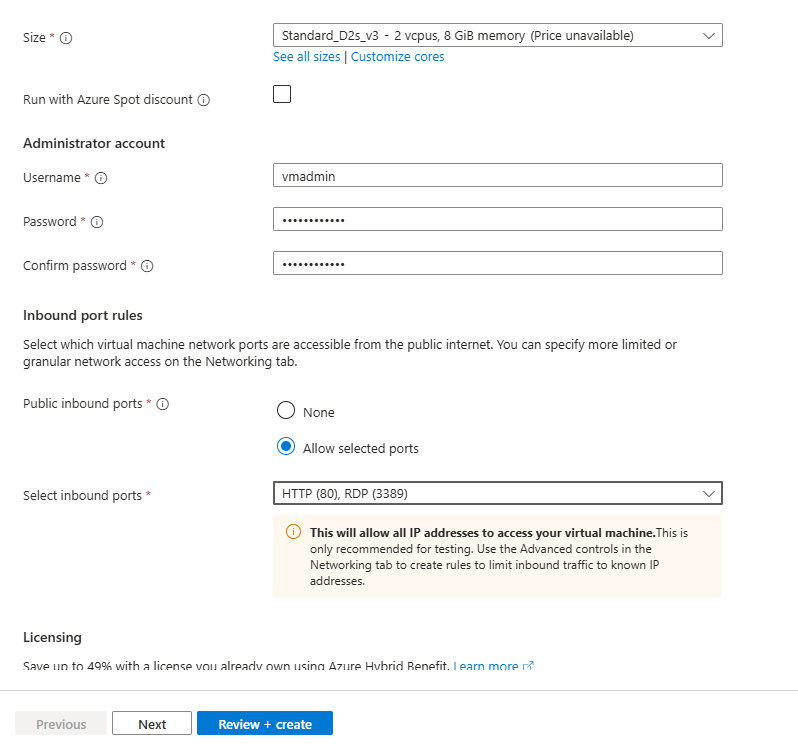 Size *
Standard_D2s_v3 - 2 vcpus, 8 GiB memory (Price unavailable)
See all sizes | Customize cores
Run with Azure Spot discount
Administrator account
Username *
vmadmin
Password *
••••••••••••
Confirm password *
••••••••••••
Inbound port rules
Select which virtual machine network ports are accessible from the public internet. You can specify more limited or
granular network access on the Networking tab.
Public inbound ports *
None
Allow selected ports
Select inbound ports *
HTTP (80), RDP (3389)
This will allow all IP addresses to access your virtual machine.This is
only recommended for testing. Use the Advanced controls in the
Networking tab to create rules to limit inbound traffic to known IP
addresses.
Licensing
Save up to 49% with a license you already own using Azure Hybrid Benefit. Learn more
Previous
Next
Review + create